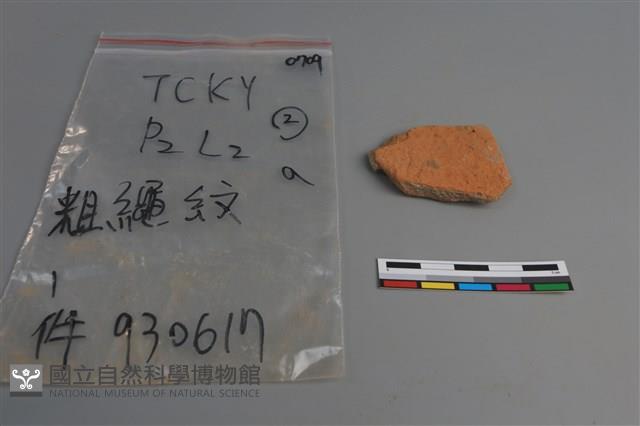 0709
TCKY
P2 L2
②
a
粗繩紋
1
件 930617
國立自然科學博物館
NATIONAL MUSEUM OF NATURAL SCIENCE